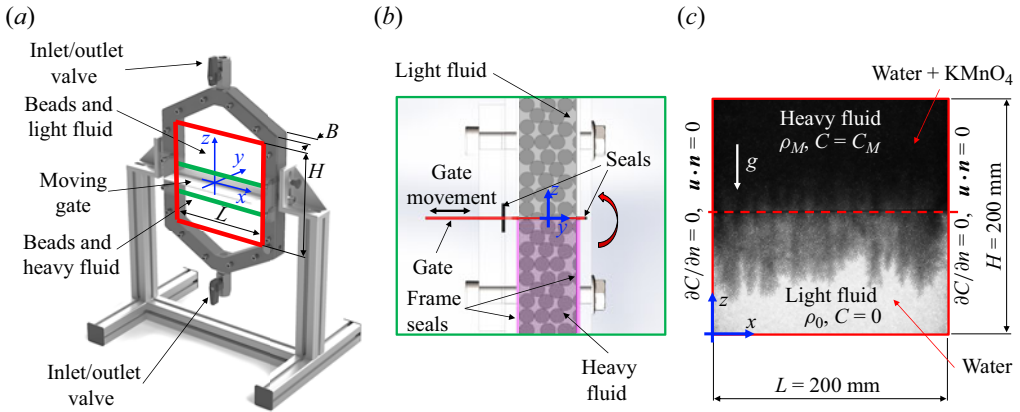 (a)
Inlet/outlet
valve
Beads and
light fluid
Moving
gate
Beads and
heavy fluid
Inlet/outlet
valve
B
H
L
z
y
x
(b)
Light fluid
Gate
movement
Seals
z
y
Gate
Frame
seals
Heavy
fluid
(c)
Water + KMnO4
Heavy fluid
ρM, C = CM
g
∂C/∂n = 0, u·n = 0
∂C/∂n = 0, u·n = 0
H = 200 mm
Light fluid
ρ0, C = 0
z
x
Water
L = 200 mm